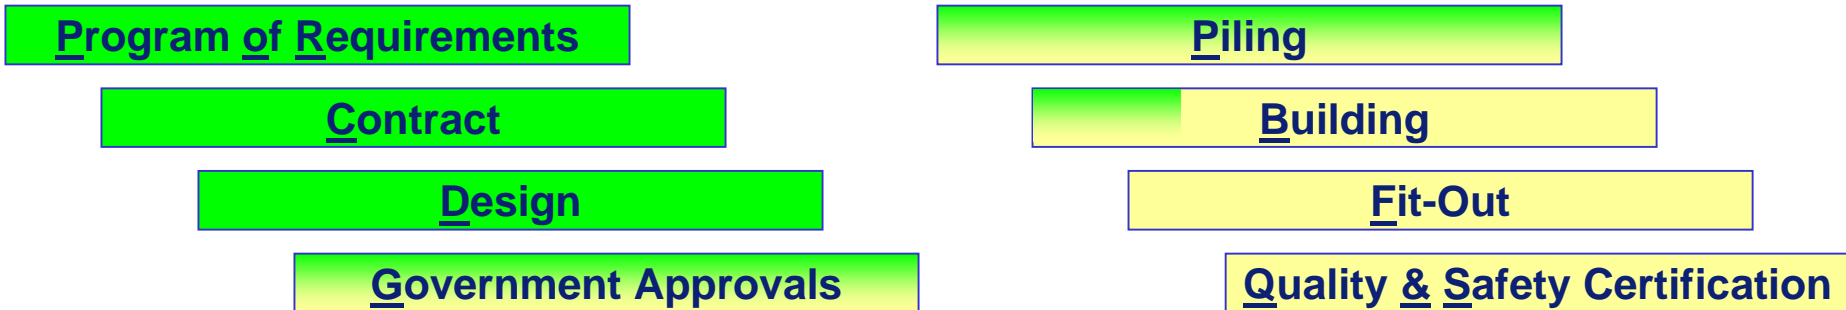 Program of Requirements
Contract
Design
Government Approvals
Piling
Building
Fit-Out
Quality & Safety Certification